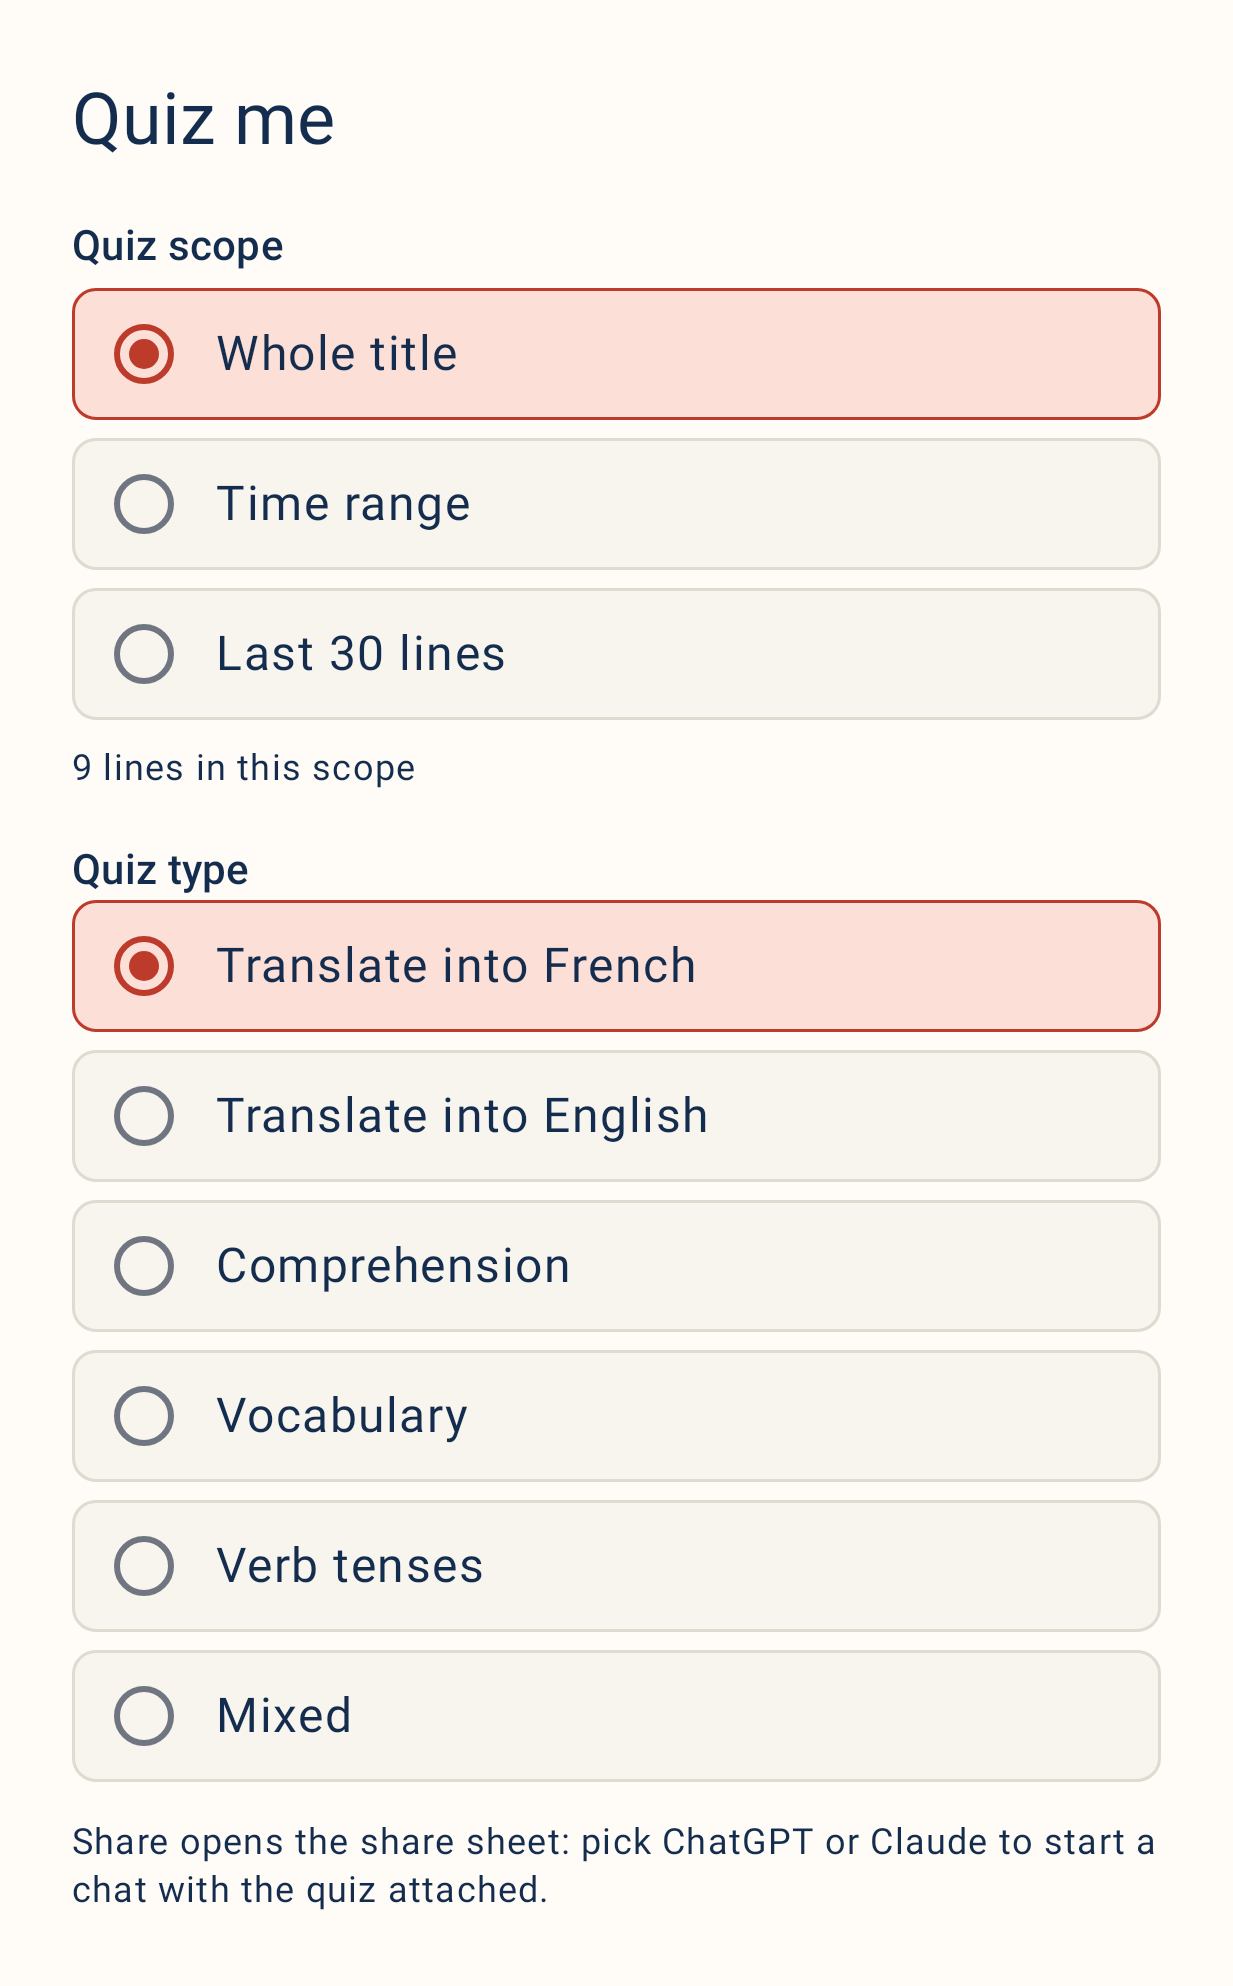 Quiz me
Quiz scope
Whole title
Time range
Last 30 lines
9 lines in this scope
Quiz type
Translate into French
Translate into English
Comprehension
Vocabulary
Verb tenses
Mixed
Share opens the share sheet: pick ChatGPT or Claude to start a
chat with the quiz attached.